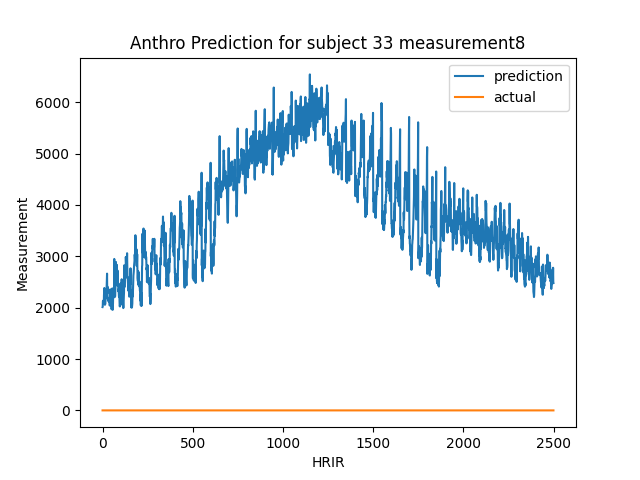 Anthro Prediction for subject 33 measurement8
prediction
actual
6000
5000
4000
3000
2000
1000
0
Measurement
0 500 1000 1500 2000 2500
HRIR